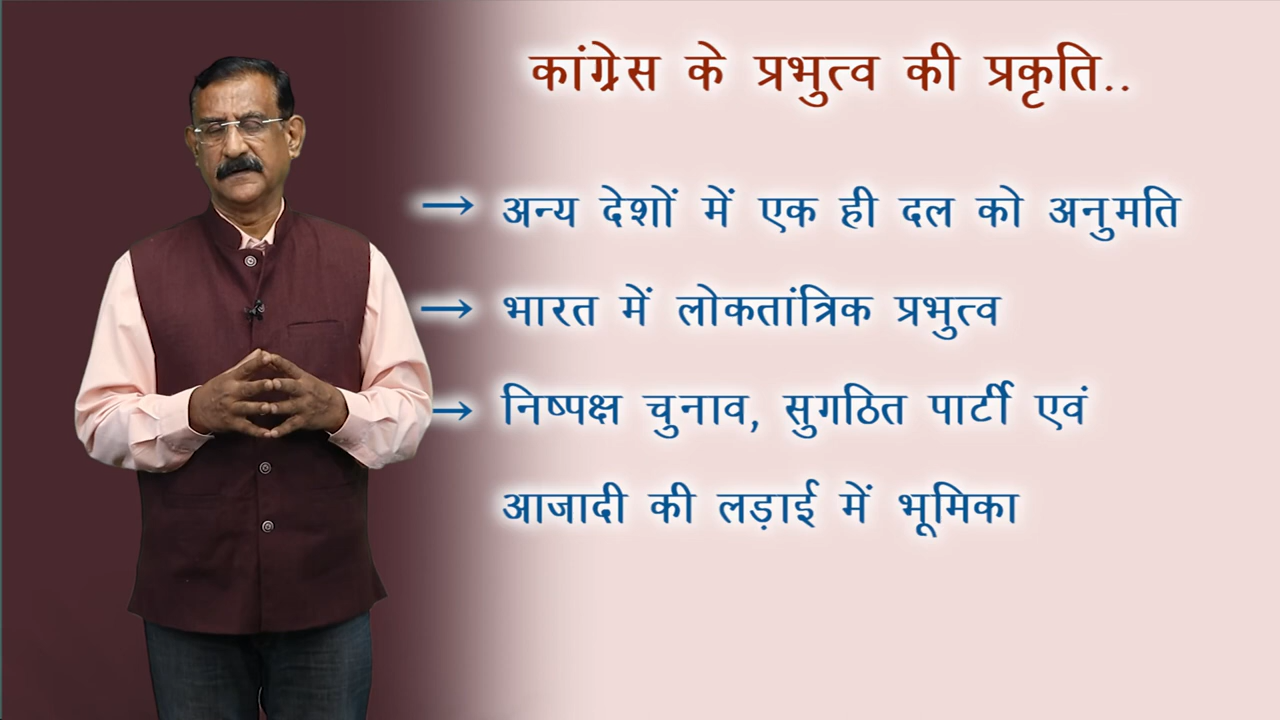 कांग्रेस के प्रभुत्व की प्रकृति..
→ अन्य देशों में एक ही दल को अनुमति
→ भारत में लोकतांत्रिक प्रभुत्व
→ निष्पक्ष चुनाव, सुगठित पार्टी एवं
आजादी की लड़ाई में भूमिका